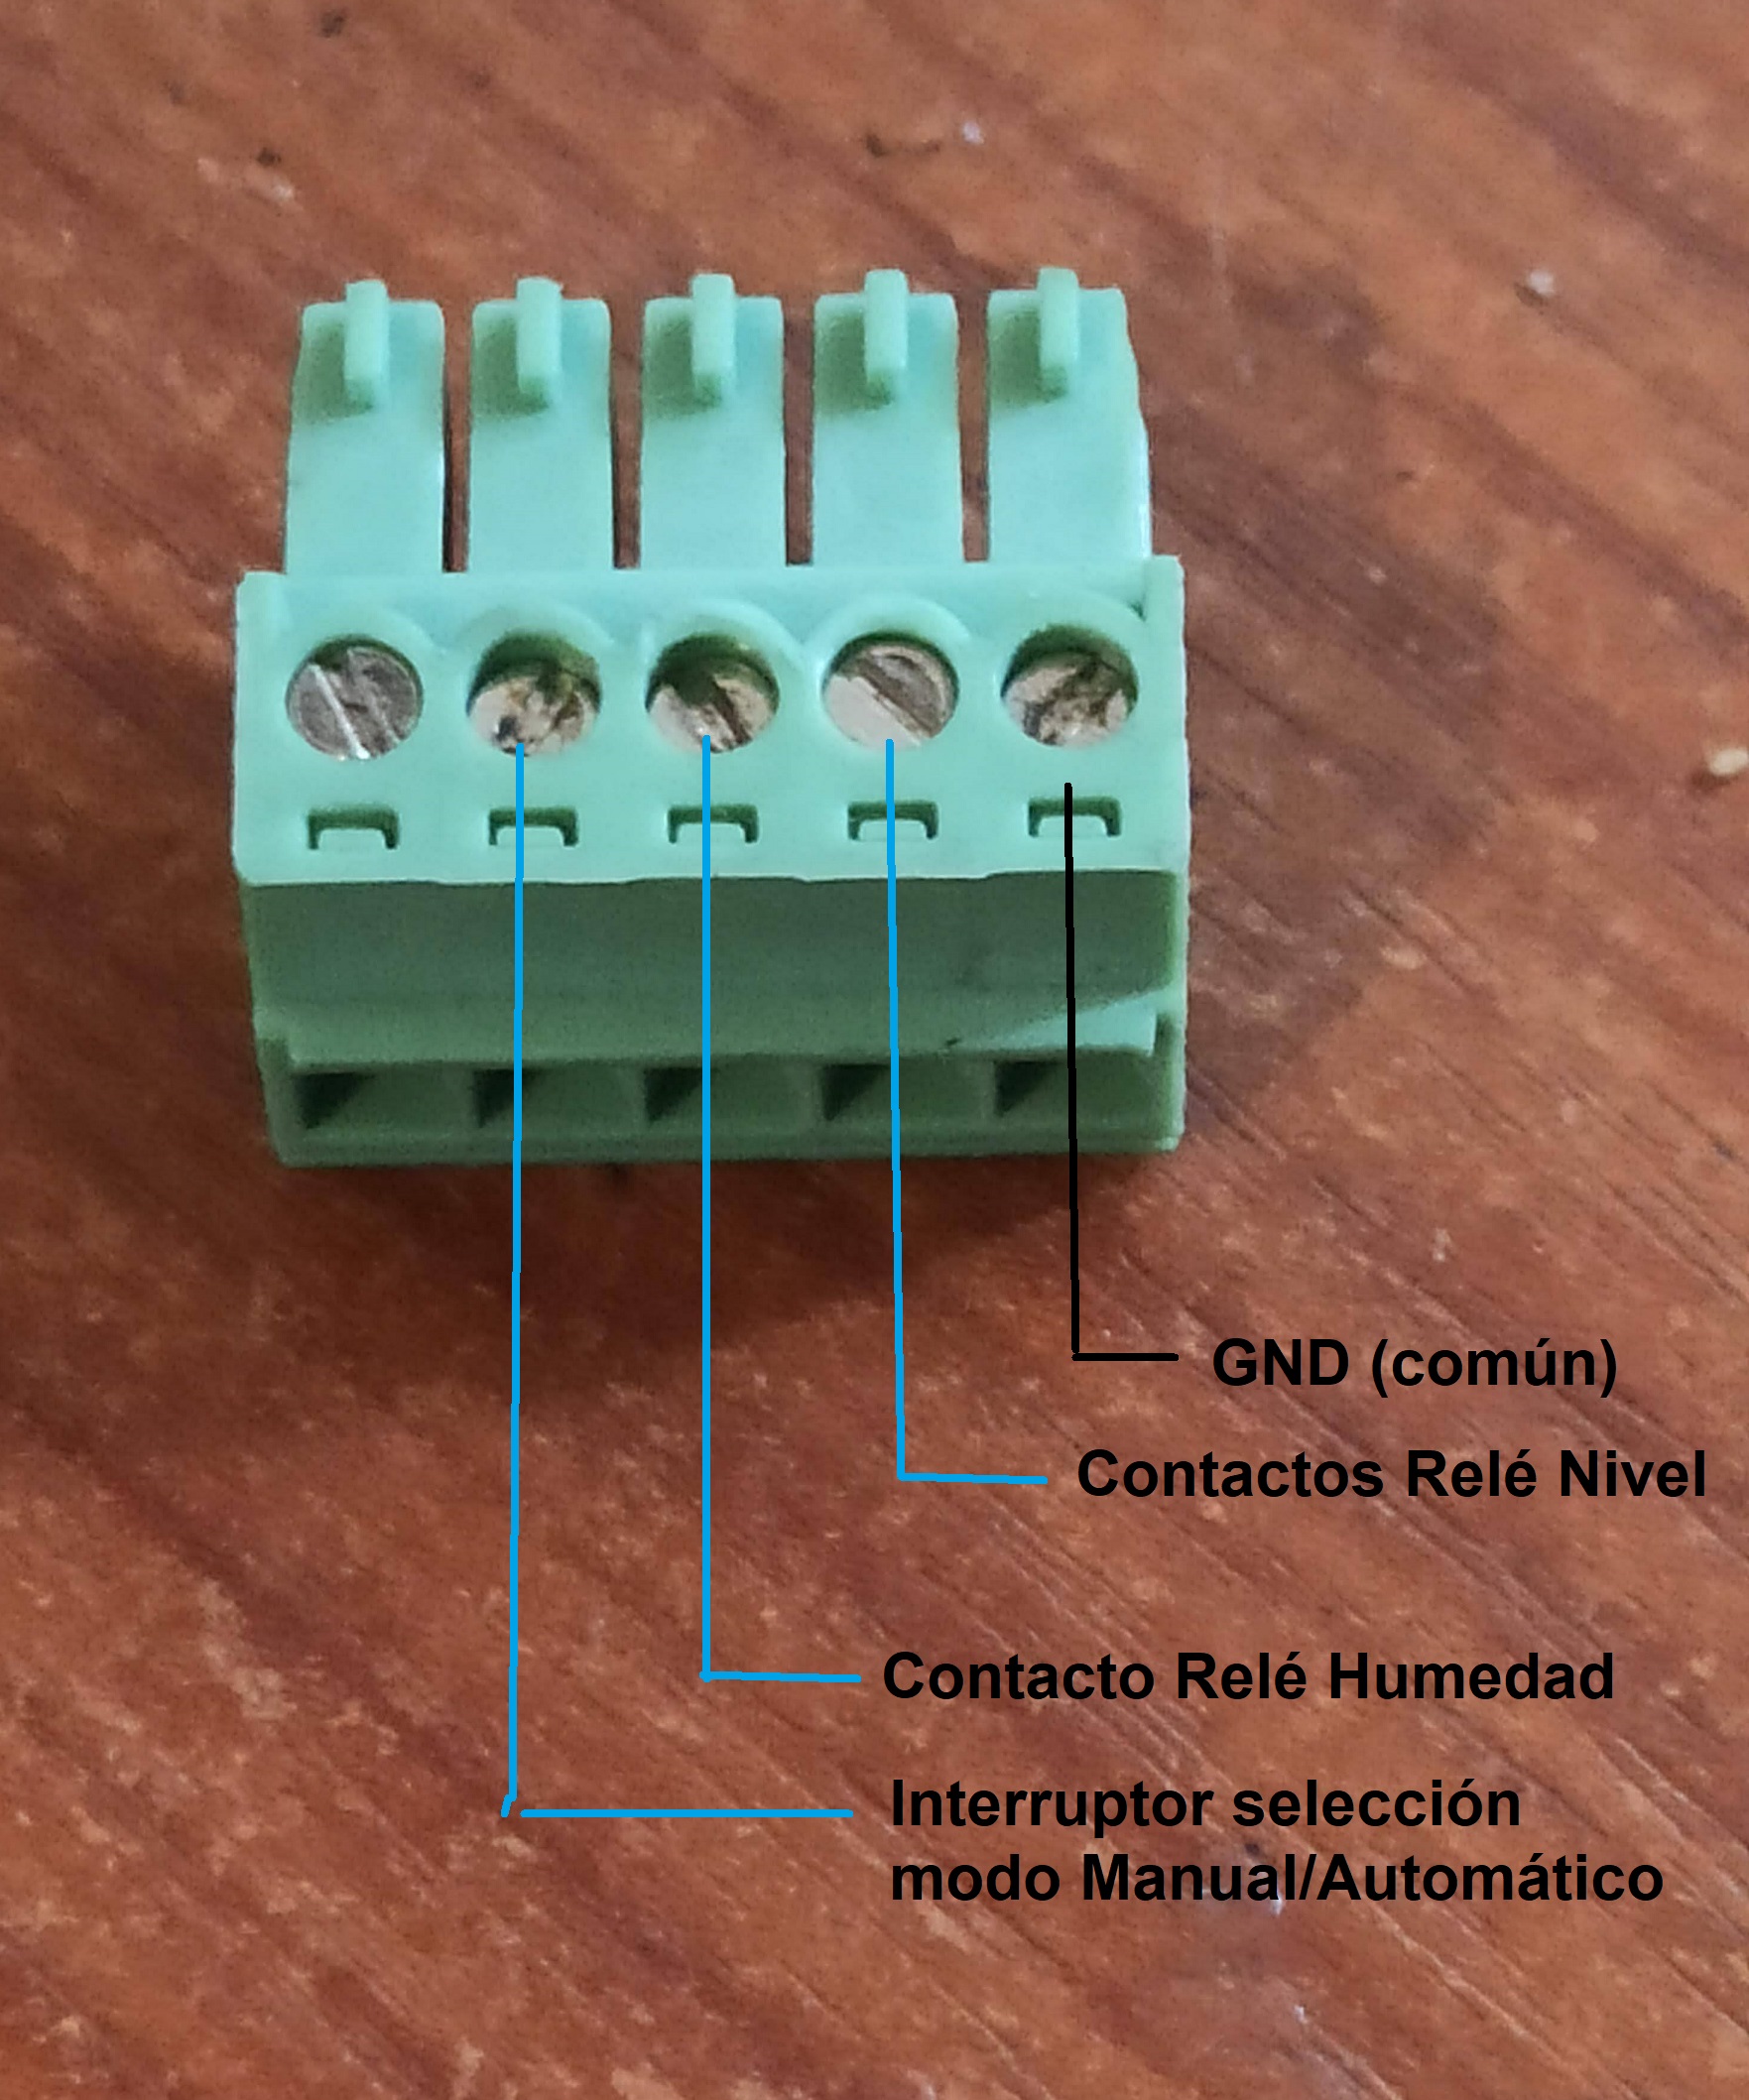 GND (común)
Contactos Relé Nivel
Contacto Relé Humedad
Interruptor selección
modo Manual/Automático